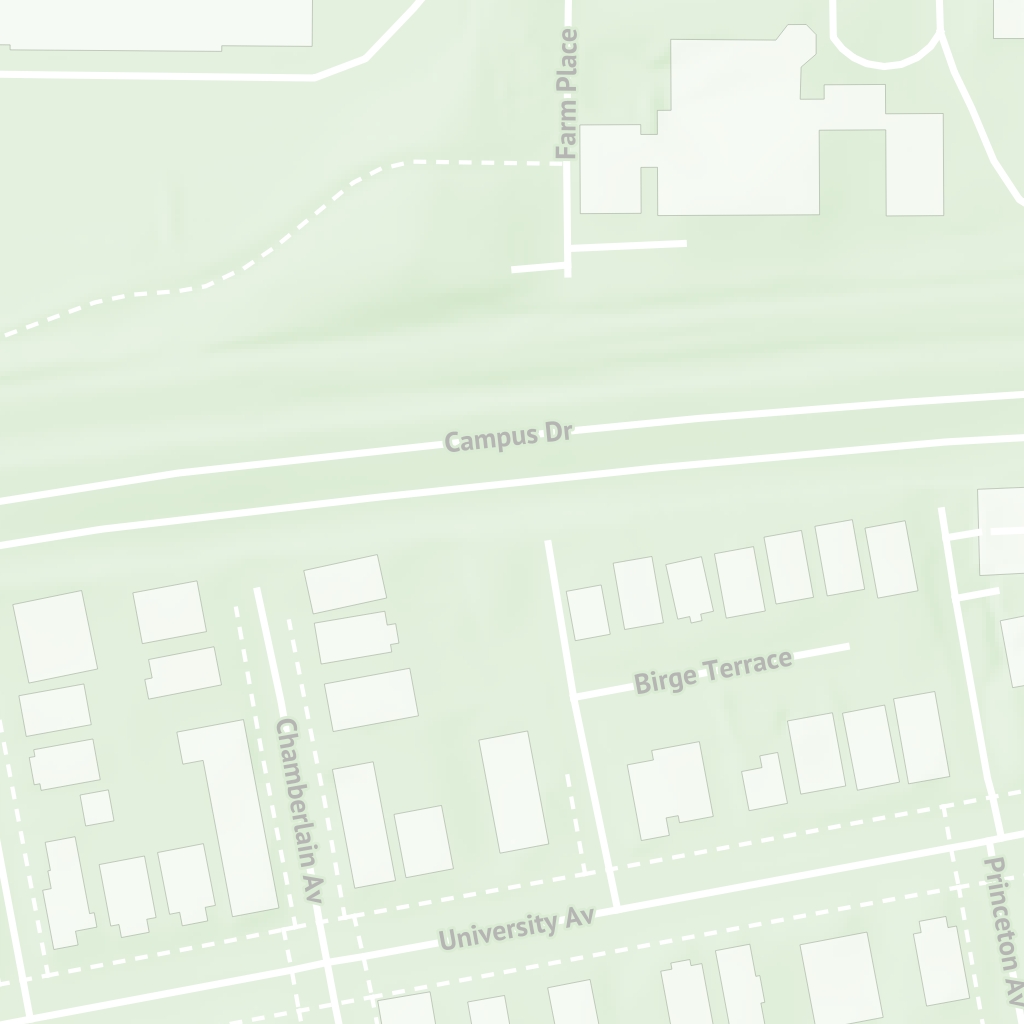 Farm Place
Campus Dr
Birge Terrace
Chamberlain Av
University Av
Princeton Av